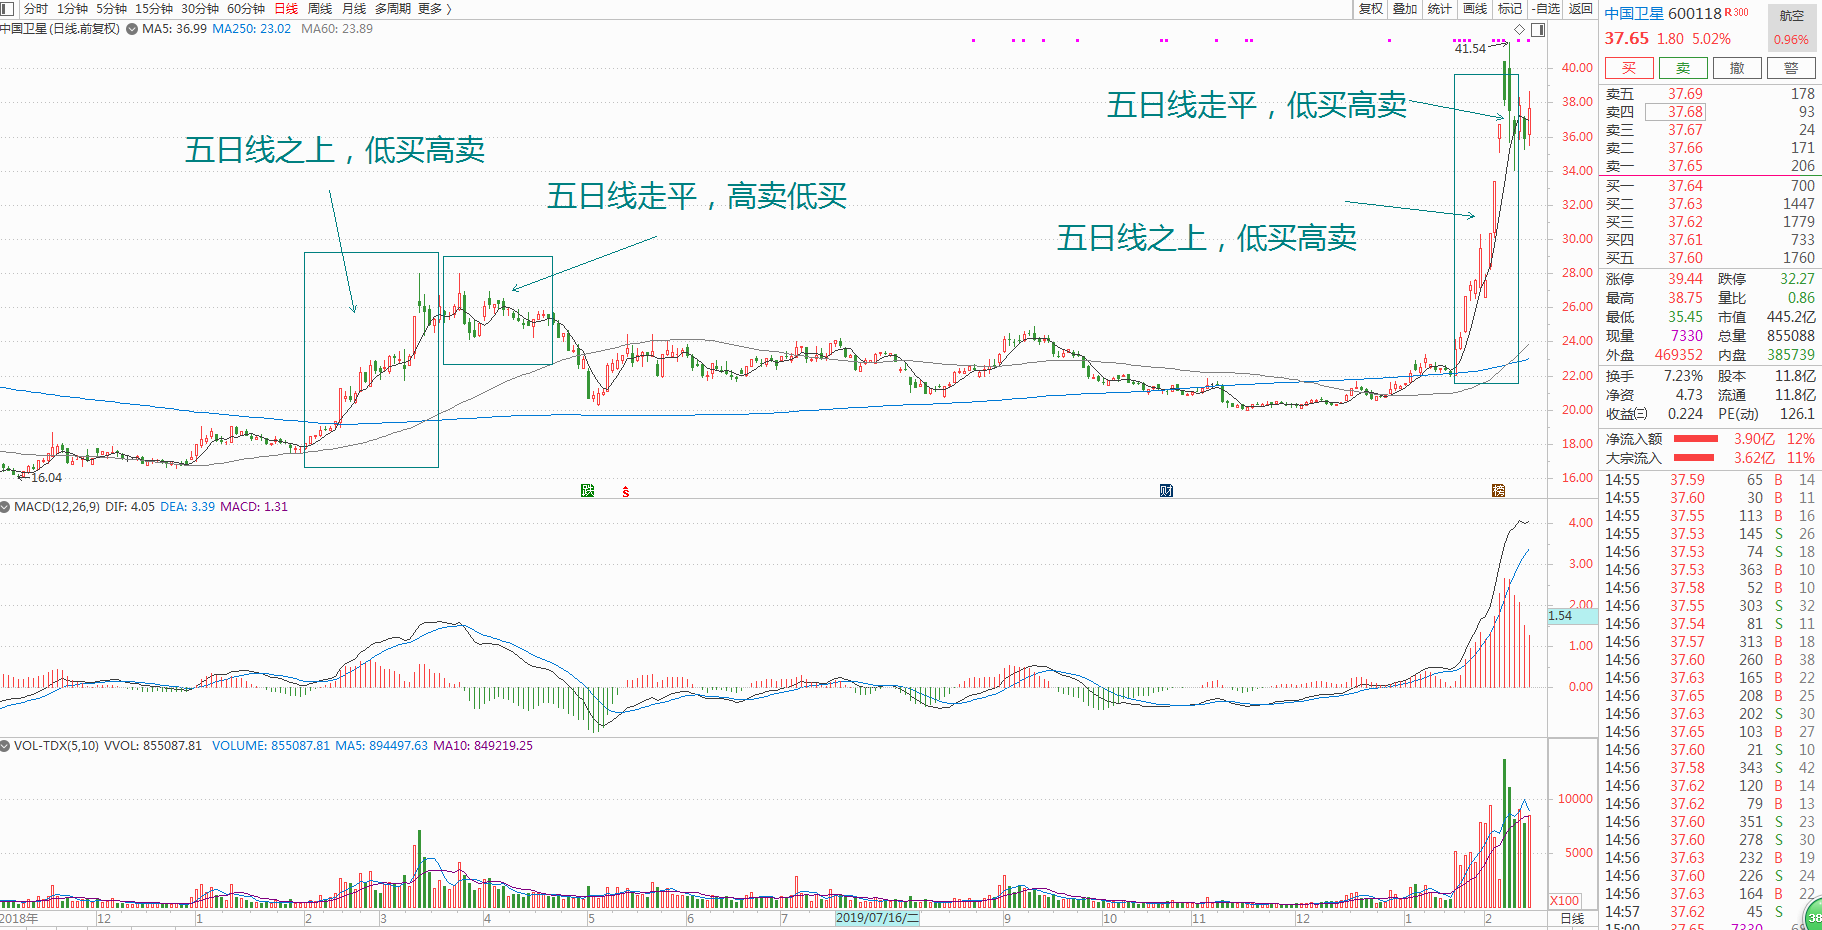 分时 1分钟 5分钟 15分钟 30分钟 60分钟 日线 周线 月线 多周期 更多 〉
复权 叠加 统计 画线 标记 -自选 返回
中国卫星(日线.前复权) MA5: 36.99 MA250: 23.02 MA60: 23.89
41.54
五日线走平，低买高卖
五日线之上，低买高卖
五日线走平，高卖低买
五日线之上，低买高卖
16.04
跌 $ 财 榜
40.00
38.00
36.00
34.00
32.00
30.00
28.00
26.00
24.00
22.00
20.00
18.00
16.00
MACD(12,26,9) DIF: 4.05 DEA: 3.39 MACD: 1.31
4.00
3.00
2.00
1.54
1.00
0.00
VOL-TDX(5,10) VVOL: 855087.81 VOLUME: 855087.81 MA5: 894497.63 MA10: 849219.25
10000
5000
X100
2018年 12 1 2 3 4 5 6 7 2019/07/16/二 9 10 11 12 1 2 日线
中国卫星 600118 R300
37.65 1.80 5.02%
航空
0.96%
买 卖 撤 警
卖五 37.69 178
卖四 37.68 93
卖三 37.67 24
卖二 37.66 171
卖一 37.65 206
买一 37.64 700
买二 37.63 1447
买三 37.62 1779
买四 37.61 733
买五 37.60 1760
涨停 39.44 跌停 32.27
最高 38.75 量比 0.86
最低 35.45 市值 445.2亿
现量 7330 总量 855088
外盘 469352 内盘 385739
换手 7.23% 股本 11.8亿
净资 4.73 流通 11.8亿
收益㈢ 0.224 PE(动) 126.1
净流入额 3.90亿 12%
大宗流入 3.62亿 11%
14:55 37.59 65 B 14
14:55 37.60 30 B 11
14:55 37.55 113 B 16
14:55 37.53 145 S 26
14:56 37.53 74 S 18
14:56 37.53 363 B 10
14:56 37.58 52 B 10
14:56 37.55 303 S 32
14:56 37.54 81 S 11
14:56 37.57 313 B 18
14:56 37.60 260 B 38
14:56 37.63 165 B 22
14:56 37.65 208 B 25
14:56 37.63 202 S 30
14:56 37.65 103 B 27
14:56 37.60 21 S 10
14:56 37.58 343 S 42
14:56 37.62 120 B 14
14:56 37.62 79 B 13
14:56 37.60 351 S 23
14:56 37.60 278 S 30
14:56 37.63 232 B 19
14:56 37.60 226 S 24
14:56 37.63 164 B 22
14:57 37.62 45 S
15:00 37.65 7330
38